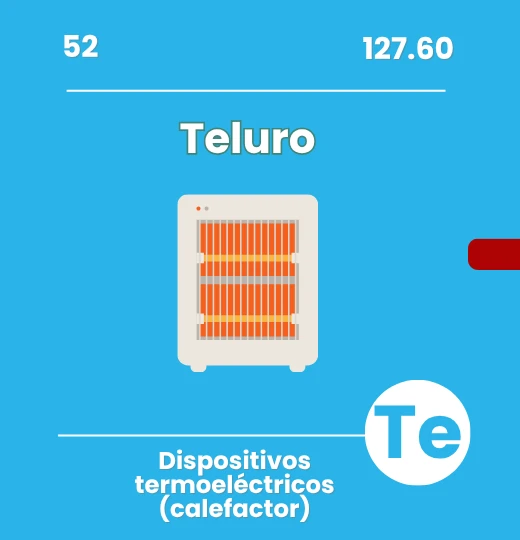 52
127.60
Teluro
Te
Dispositivos
termoeléctricos
(calefactor)